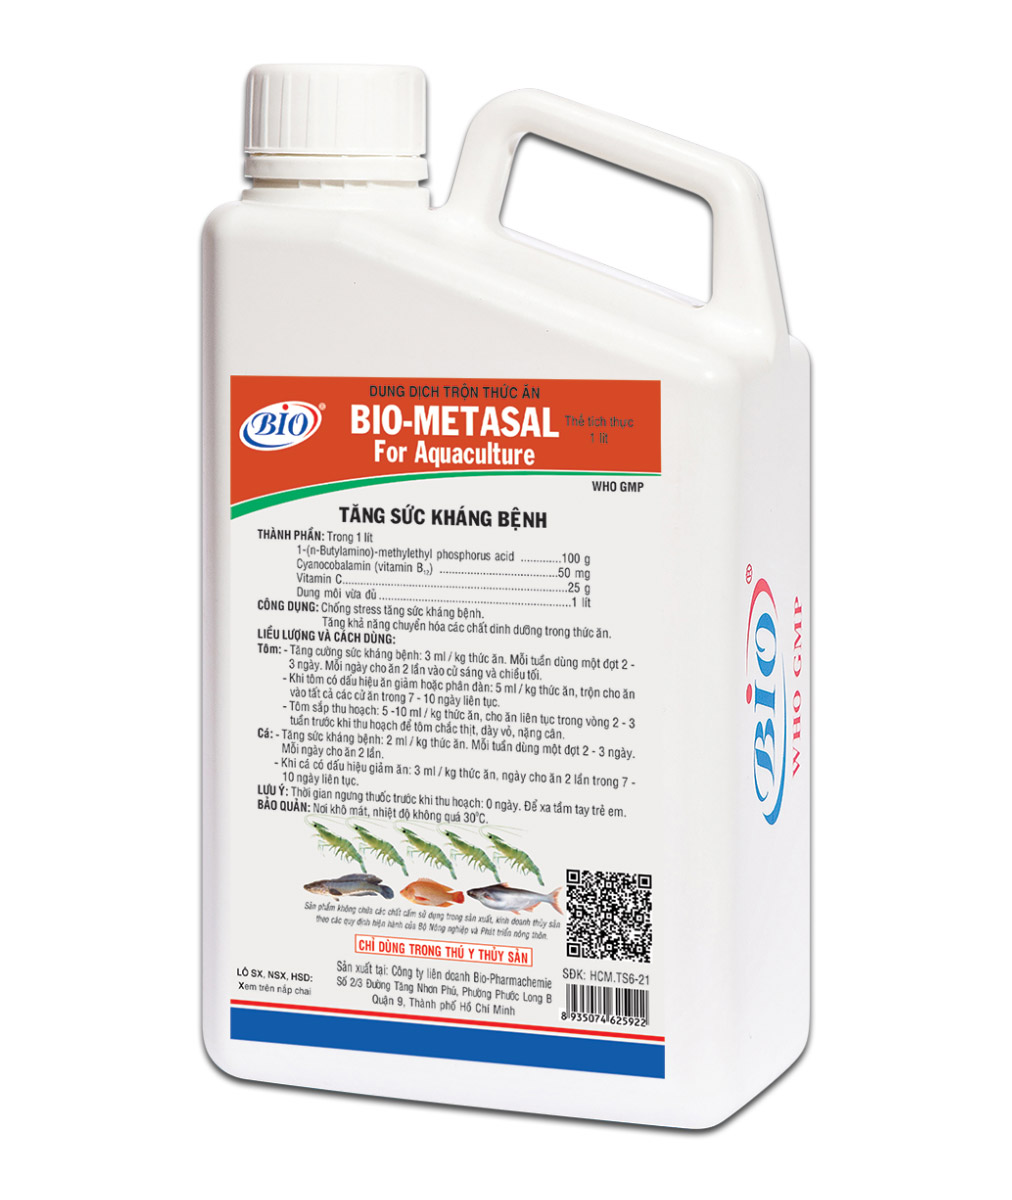 DUNG DỊCH TRỘN THỨC ĂN
BIO®
BIO-METASAL
Thể tích thực
1 lít
For Aquaculture
WHO GMP
TĂNG SỨC KHÁNG BỆNH
THÀNH PHẦN: Trong 1 lít
1-(n-Butylamino)-methylethyl phosphorus acid ............100 g
Cyanocobalamin (vitamin B₁₂) ....................50 mg
Vitamin C.......................................25 g
Dung môi vừa đủ .................................1 lít
CÔNG DỤNG: Chống stress tăng sức kháng bệnh.
Tăng khả năng chuyển hóa các chất dinh dưỡng trong thức ăn.
LIỀU LƯỢNG VÀ CÁCH DÙNG:
Tôm: - Tăng cường sức kháng bệnh: 3 ml / kg thức ăn. Mỗi tuần dùng một đợt 2 -
3 ngày. Mỗi ngày cho ăn 2 lần vào cử sáng và chiều tối.
- Khi tôm có dấu hiệu ăn giảm hoặc phân đàn: 5 ml / kg thức ăn, trộn cho ăn
vào tất cả các cử ăn trong 7 - 10 ngày liên tục.
- Tôm sắp thu hoạch: 5 -10 ml / kg thức ăn, cho ăn liên tục trong vòng 2 - 3
tuần trước khi thu hoạch để tôm chắc thịt, dày vỏ, nặng cân.
Cá: - Tăng sức kháng bệnh: 2 ml / kg thức ăn. Mỗi tuần dùng một đợt 2 - 3 ngày.
Mỗi ngày cho ăn 2 lần.
- Khi cá có dấu hiệu giảm ăn: 3 ml / kg thức ăn, ngày cho ăn 2 lần trong 7 -
10 ngày liên tục.
LƯU Ý: Thời gian ngưng thuốc trước khi thu hoạch: 0 ngày. Để xa tầm tay trẻ em.
BẢO QUẢN: Nơi khô mát, nhiệt độ không quá 30⁰C.
Sản phẩm không chứa các chất cấm sử dụng trong sản xuất, kinh doanh thủy sản
theo các quy định hiện hành của Bộ Nông nghiệp và Phát triển nông thôn.
CHỈ DÙNG TRONG THÚ Y THỦY SẢN
LÔ SX, NSX, HSD:
Xem trên nắp chai
Sản xuất tại: Công ty liên doanh Bio-Pharmachemie
Số 2/3 Đường Tăng Nhơn Phú, Phường Phước Long B
Quận 9, Thành phố Hồ Chí Minh
SĐK: HCM.TS6-21
8 935074 625922
BIO®
WHO GMP